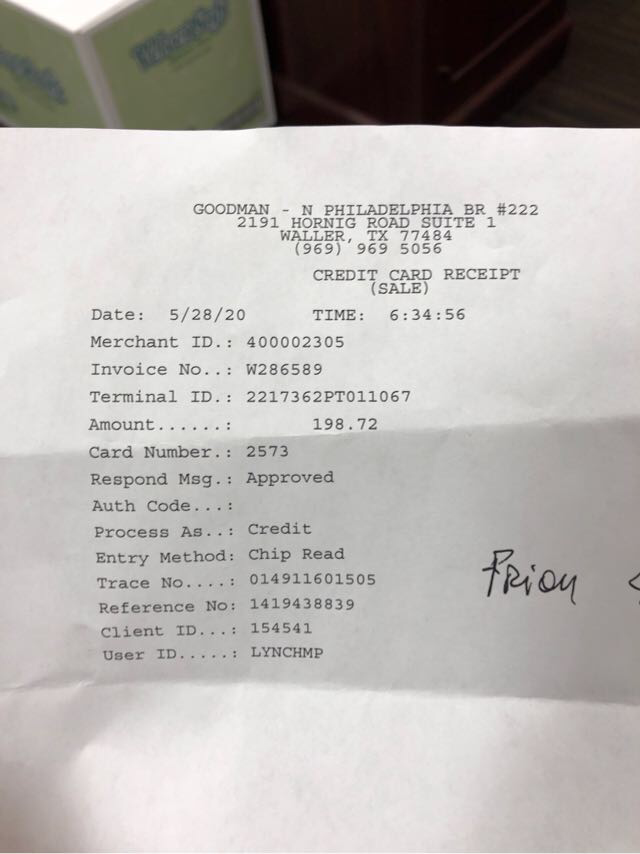 GOODMAN - N PHILADELPHIA BR #222
2191 HORNIG ROAD SUITE 1
WALLER, TX 77484
(969) 969 5056
CREDIT CARD RECEIPT
(SALE)
Date: 5/28/20 TIME: 6:34:56
Merchant ID.: 400002305
Invoice No..: W286589
Terminal ID.: 2217362PT011067
Amount......: 198.72
Card Number.: 2573
Respond Msg.: Approved
Auth Code...:
Process As..: Credit
Entry Method: Chip Read
Trace No....: 014911601505
Reference No: 1419438839
Client ID...: 154541
User ID.....: LYNCHMP